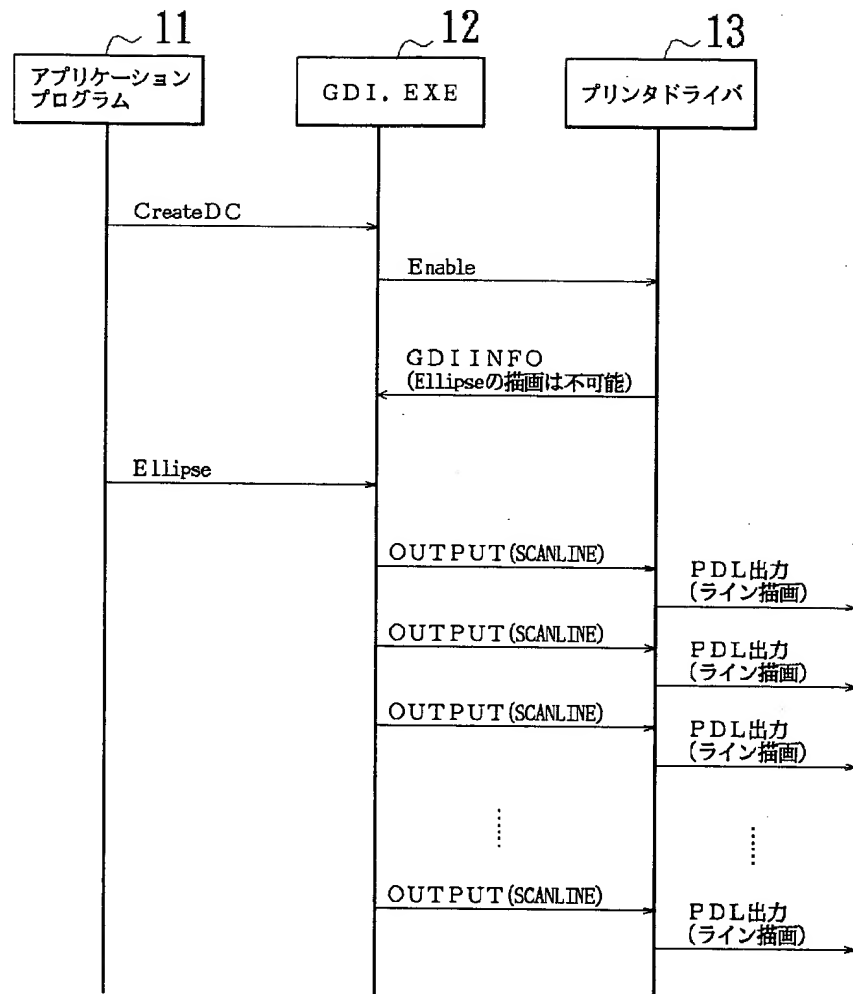 11
12
13
アプリケーション
プログラム
GDI.EXE
プリンタドライバ
CreateDC
Enable
GDIINFO
(Ellipseの描画は不可能)
Ellipse
OUTPUT(SCANLINE)
PDL出力
(ライン描画)
OUTPUT(SCANLINE)
PDL出力
(ライン描画)
OUTPUT(SCANLINE)
PDL出力
(ライン描画)
OUTPUT(SCANLINE)
PDL出力
(ライン描画)